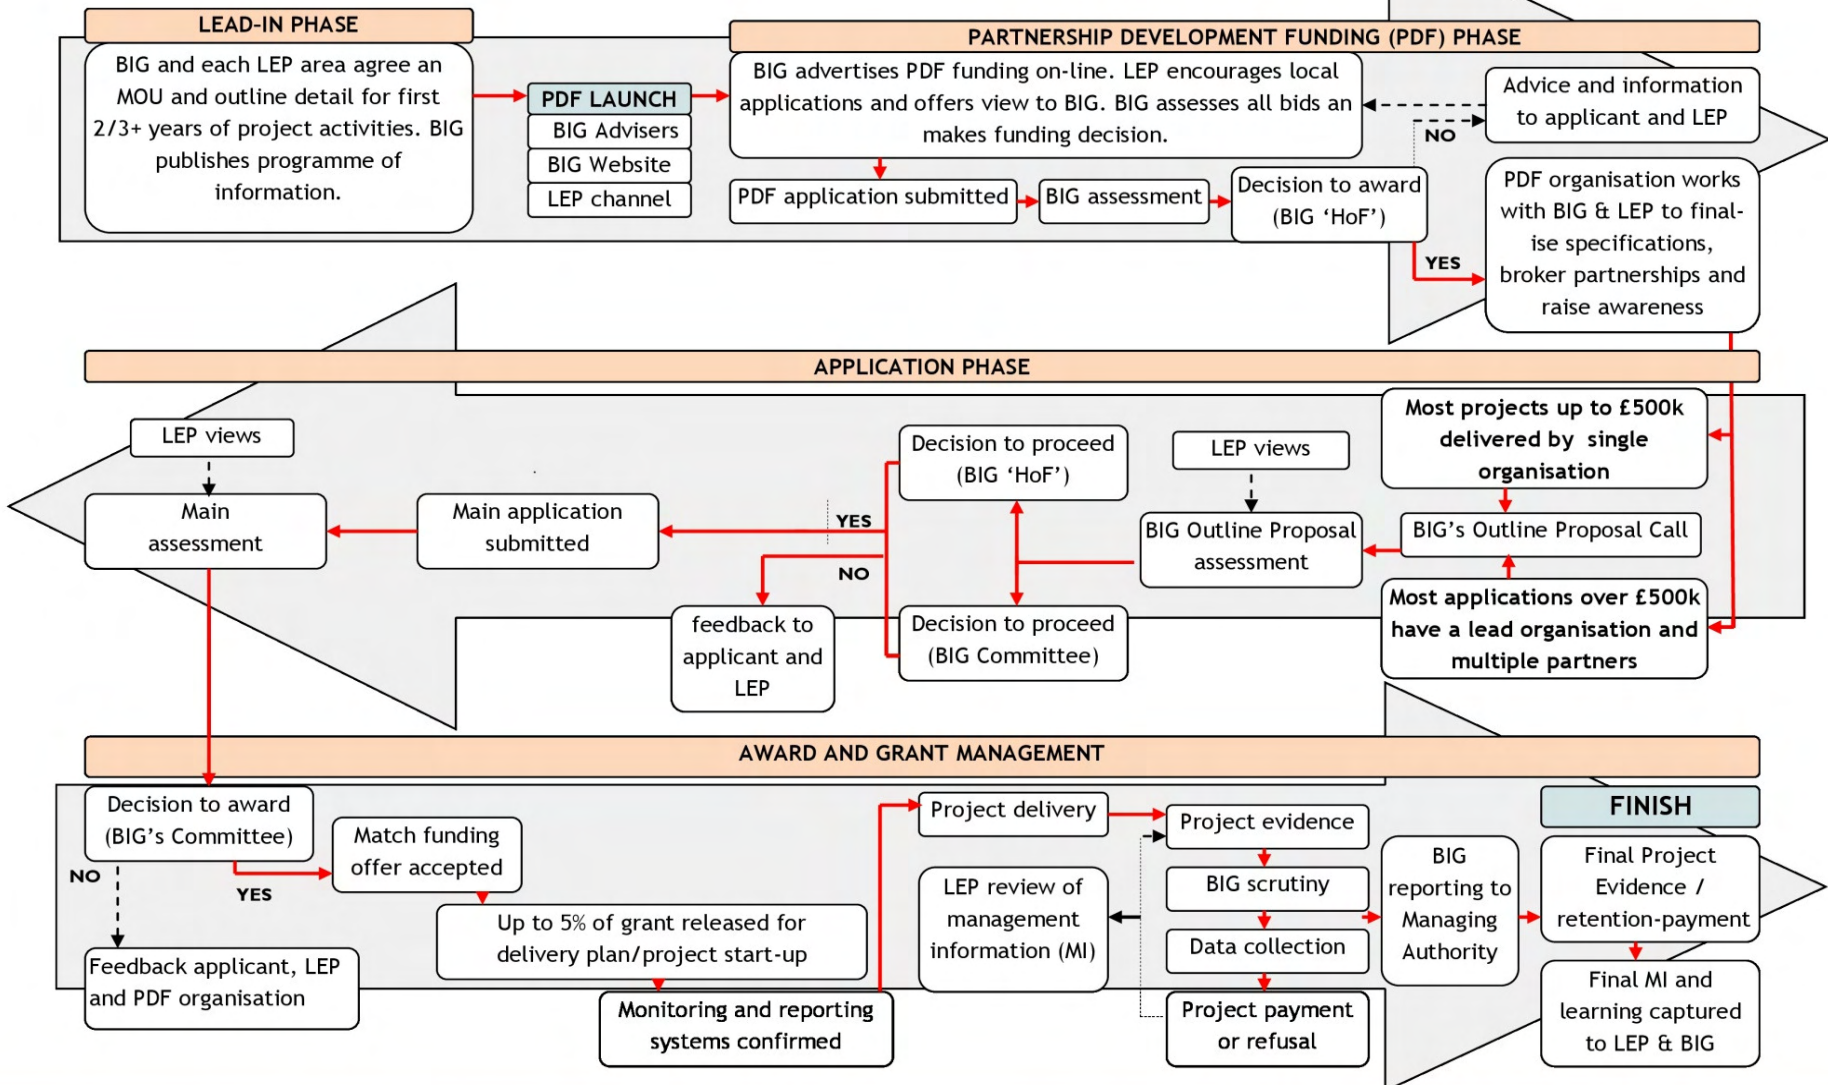 LEAD-IN PHASE
BIG and each LEP area agree an
MOU and outline detail for first
2/3+ years of project activities. BIG
publishes programme of
information.
PDF LAUNCH
BIG Advisers
BIG Website
LEP channel
PARTNERSHIP DEVELOPMENT FUNDING (PDF) PHASE
BIG advertises PDF funding on-line. LEP encourages local
applications and offers view to BIG. BIG assesses all bids an
makes funding decision.
PDF application submitted
BIG assessment
Decision to award
(BIG ‘HoF’)
NO
Advice and information
to applicant and LEP
YES
PDF organisation works
with BIG & LEP to final-
ise specifications,
broker partnerships and
raise awareness
APPLICATION PHASE
Most projects up to £500k
delivered by single
organisation
BIG's Outline Proposal Call
Most applications over £500k
have a lead organisation and
multiple partners
LEP views
BIG Outline Proposal
assessment
Decision to proceed
(BIG ‘HoF’)
Decision to proceed
(BIG Committee)
YES
NO
feedback to
applicant and
LEP
Main application
submitted
LEP views
Main
assessment
AWARD AND GRANT MANAGEMENT
Decision to award
(BIG's Committee)
NO
YES
Feedback applicant, LEP
and PDF organisation
Match funding
offer accepted
Up to 5% of grant released for
delivery plan/project start-up
Monitoring and reporting
systems confirmed
Project delivery
LEP review of
management
information (MI)
Project evidence
BIG scrutiny
Data collection
Project payment
or refusal
BIG
reporting to
Managing
Authority
FINISH
Final Project
Evidence /
retention-payment
Final MI and
learning captured
to LEP & BIG